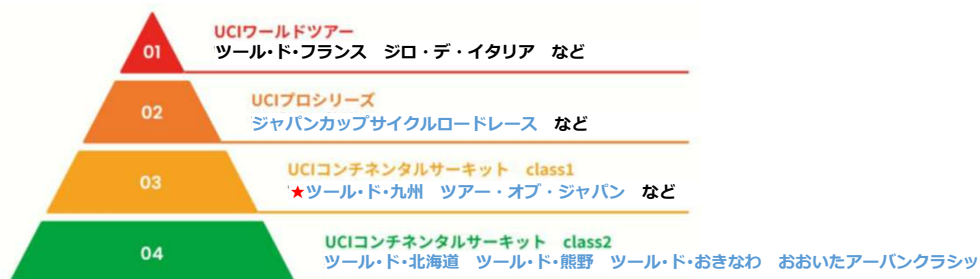 01
UCIワールドツアー
ツール・ド・フランス　ジロ・デ・イタリア　など
02
UCIプロシリーズ
ジャパンカップサイクルロードレース　など
03
UCIコンチネンタルサーキット　class1
★ツール・ド・九州　ツアー・オブ・ジャパン　など
04
UCIコンチネンタルサーキット　class2
ツール・ド・北海道　ツール・ド・熊野　ツール・ド・おきなわ　おおいたアーバンクラシッ